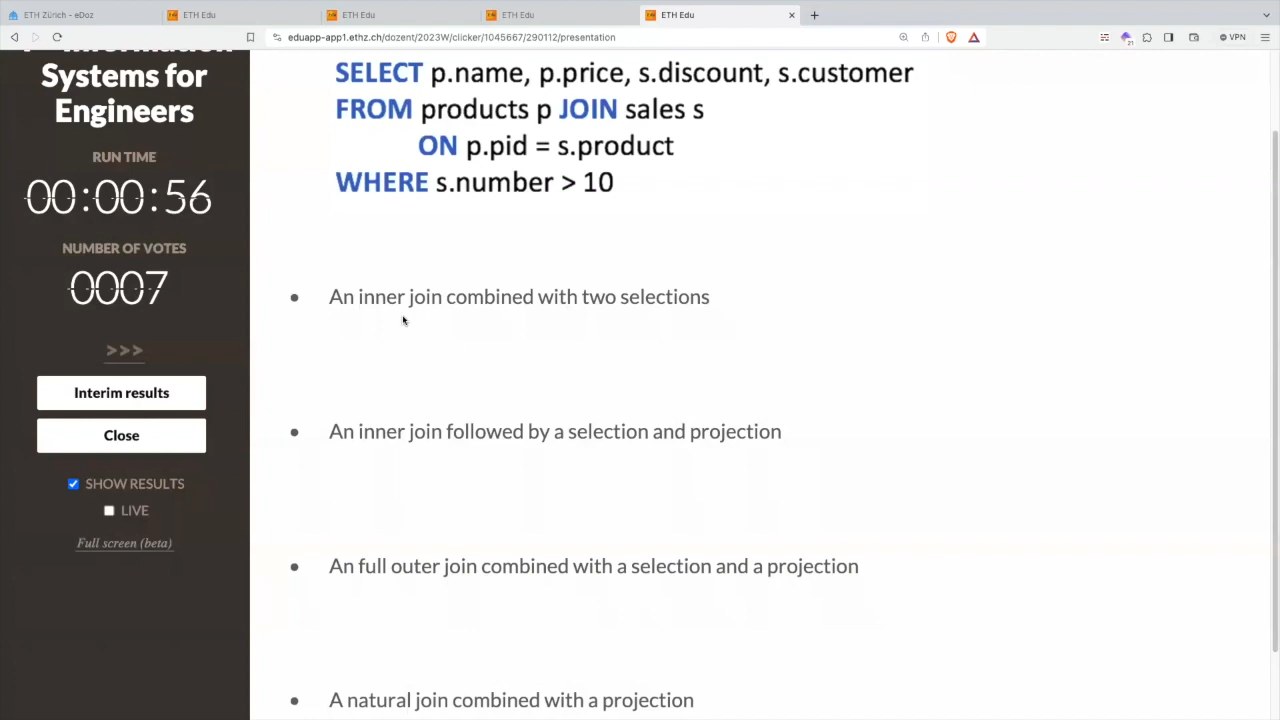 ETH Zürich - eDoz
ETH Edu
ETH Edu
ETH Edu
ETH Edu
eduapp-app1.ethz.ch/dozent/2023W/clicker/1045667/290112/presentation
21
VPN
Systems for
Engineers
RUN TIME
00:00:56
NUMBER OF VOTES
0007
>>>
Interim results
Close
SHOW RESULTS
LIVE
Full screen (beta)
SELECT p.name, p.price, s.discount, s.customer
FROM products p JOIN sales s
ON p.pid = s.product
WHERE s.number > 10
• An inner join combined with two selections
• An inner join followed by a selection and projection
• An full outer join combined with a selection and a projection
• A natural join combined with a projection